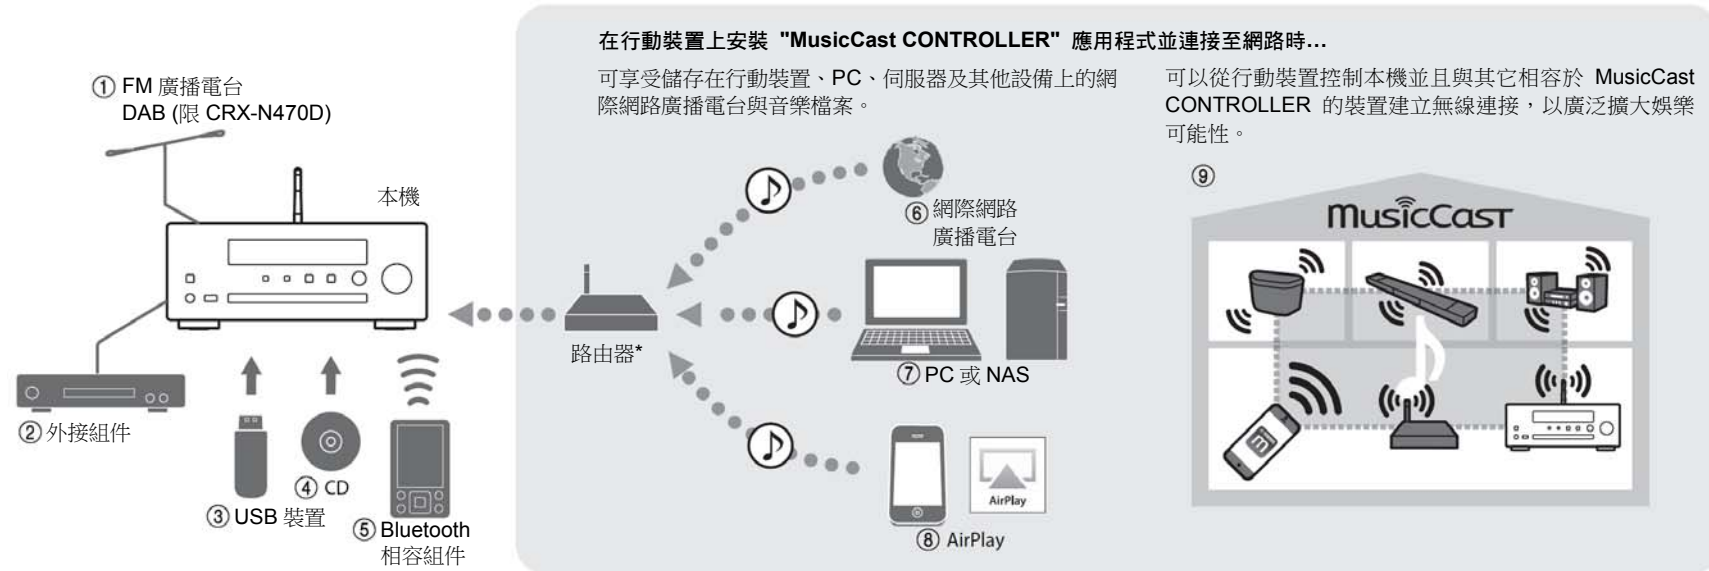 在行動裝置上安裝 "MusicCast CONTROLLER" 應用程式並連接至網路時...
可享受儲存在行動裝置、PC、伺服器及其他設備上的網
際網路廣播電台與音樂檔案。
可以從行動裝置控制本機並且與其它相容於 MusicCast
CONTROLLER 的裝置建立無線連接,以廣泛擴大娛樂
可能性。
① FM 廣播電台
DAB (限 CRX-N470D)
本機
② 外接組件
③ USB 裝置
④ CD
⑤ Bluetooth
相容組件
路由器*
⑥ 網際網路
廣播電台
⑦ PC 或 NAS
AirPlay
⑧ AirPlay
⑨
MusicCast
m